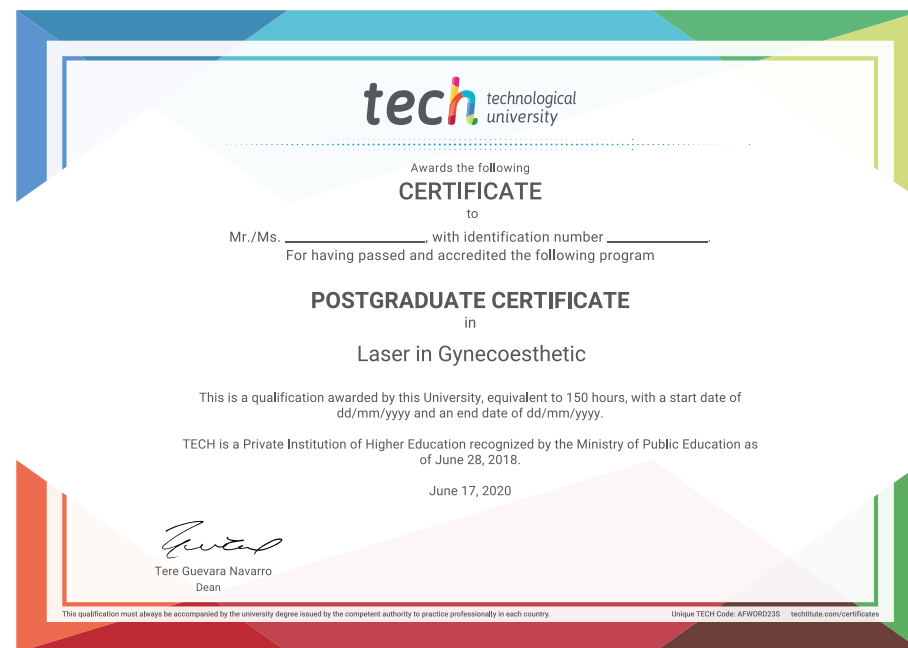 tech technological
university
Awards the following
CERTIFICATE
to
Mr./Ms. ____________________, with identification number ______________.
For having passed and accredited the following program
POSTGRADUATE CERTIFICATE
in
Laser in Gynecoesthetic
This is a qualification awarded by this University, equivalent to 150 hours, with a start date of
dd/mm/yyyy and an end date of dd/mm/yyyy.
TECH is a Private Institution of Higher Education recognized by the Ministry of Public Education as
of June 28, 2018.
June 17, 2020
Tere Guevara Navarro
Dean
This qualification must always be accompanied by the university degree issued by the competent authority to practice professionally in each country. Unique TECH Code: AFWORD23S techtitute.com/certificates